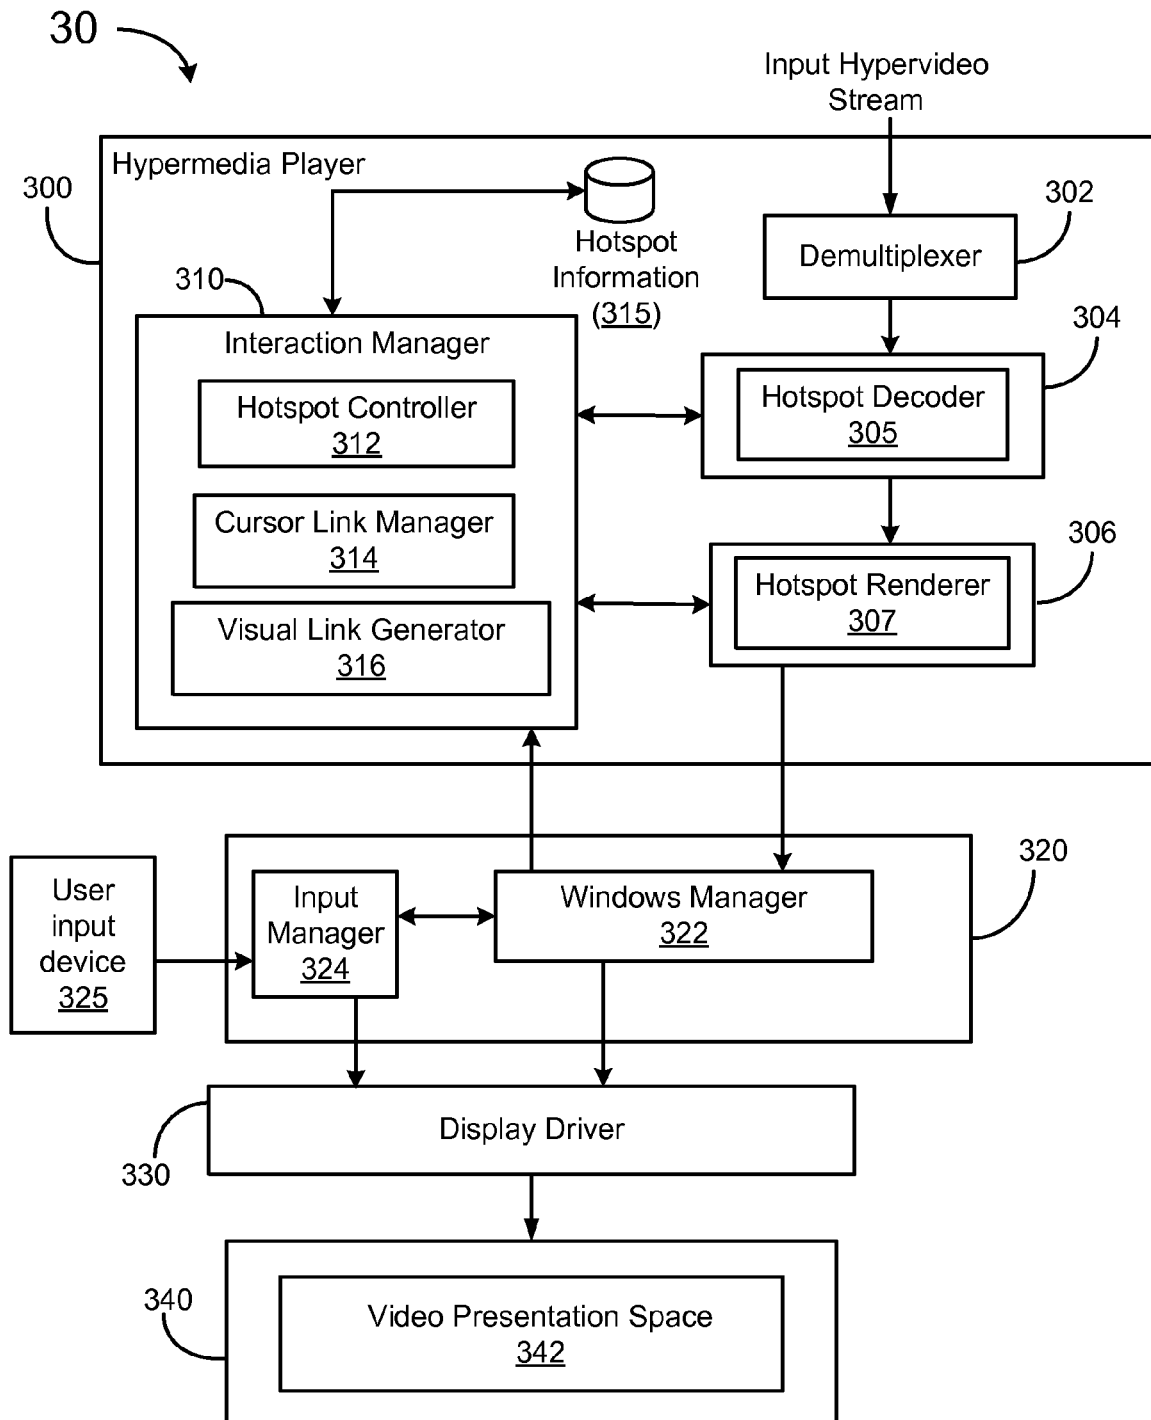 30
Input Hypervideo
Stream
Hypermedia Player
300
302
Demultiplexer
Hotspot
Information
(315)
310
Interaction Manager
304
Hotspot Controller
312
Hotspot Decoder
305
Cursor Link Manager
314
306
Hotspot Renderer
307
Visual Link Generator
316
320
User
input
device
325
Input
Manager
324
Windows Manager
322
Display Driver
330
340
Video Presentation Space
342